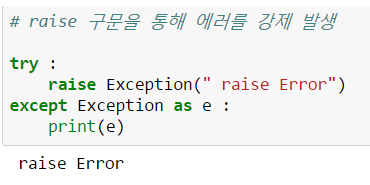 # raise 구문을 통해 에러를 강제 발생
try :
    raise Exception(" raise Error")
except Exception as e :
    print(e)
 raise Error